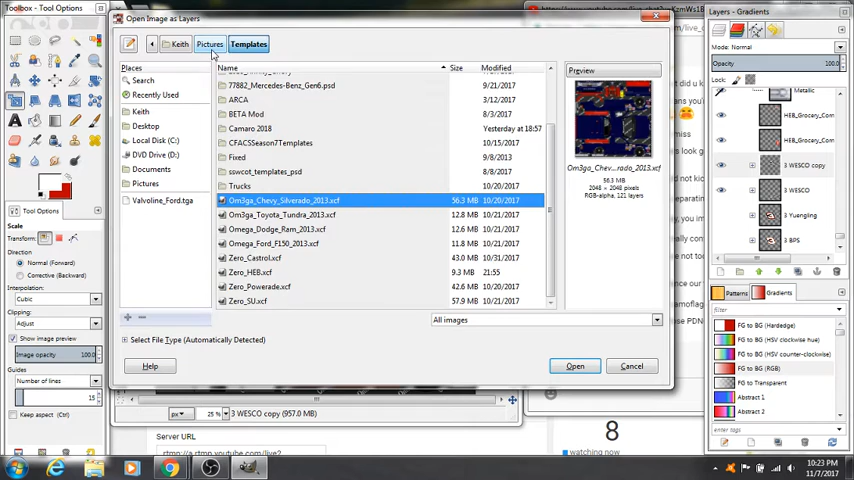 Toolbox - Tool Options
Open Image as Layers
Keith
Pictures
Templates
Places
Search
Recently Used
Keith
Desktop
Local Disk (C:)
DVD Drive (D:)
Documents
Pictures
Valvoline_Ford.tga
Name
Size
Modified
77882_Mercedes-Benz_Gen6.psd 9/21/2017
ARCA 3/12/2017
BETA Mod 8/3/2017
Camaro 2018 Yesterday at 18:57
CFACSSeason7Templates 10/15/2017
Fixed 9/8/2013
sswcot_templates_psd 8/8/2017
Trucks 9/21/2017
Om3ga_Chevy_Silverado_2013.xcf 56.3 MB 10/20/2017
Om3ga_Toyota_Tundra_2013.xcf 12.8 MB 10/21/2017
Omega_Dodge_Ram_2013.xcf 12.6 MB 10/21/2017
Omega_Ford_F150_2013.xcf 11.8 MB 10/21/2017
Zero_Castrol.xcf 43.0 MB 10/31/2017
Zero_HEB.xcf 9.3 MB 21:55
Zero_Powerade.xcf 40.2 MB 10/31/2017
Zero_SU.xcf 57.9 MB 10/31/2017
Preview
Om3ga_Chev...rado_2013.xcf
56.3 MB
2048 × 2048 pixels
RGB-alpha, 121 layers
All images
Select File Type (Automatically Detected)
Help
Open
Cancel
Tool Options
Scale
Transform:
Direction
Normal (Forward)
Corrective (Backward)
Interpolation:
Cubic
Clipping:
Adjust
Show image preview
Image opacity 100.0
Guides
Number of lines
15
Keep aspect (Ctrl)
px
25 %
3 WESCO copy (957.0 MB)
Server URL
8
watching now
Layers - Gradients
Mode: Normal
Opacity 100.0
Lock:
Metallic
HEB_Grocery_Com
HEB_Grocery_Com
3 WESCO copy
3 WESCO
3 Yuengling
3 BPS
Patterns
Gradients
filter
FG to BG (Hardedge)
FG to BG (HSV clockwise hue)
FG to BG (HSV counter-clockwise)
FG to BG (RGB)
FG to Transparent
Abstract 1
Abstract 2
enter tags
10:23 PM
11/7/2017